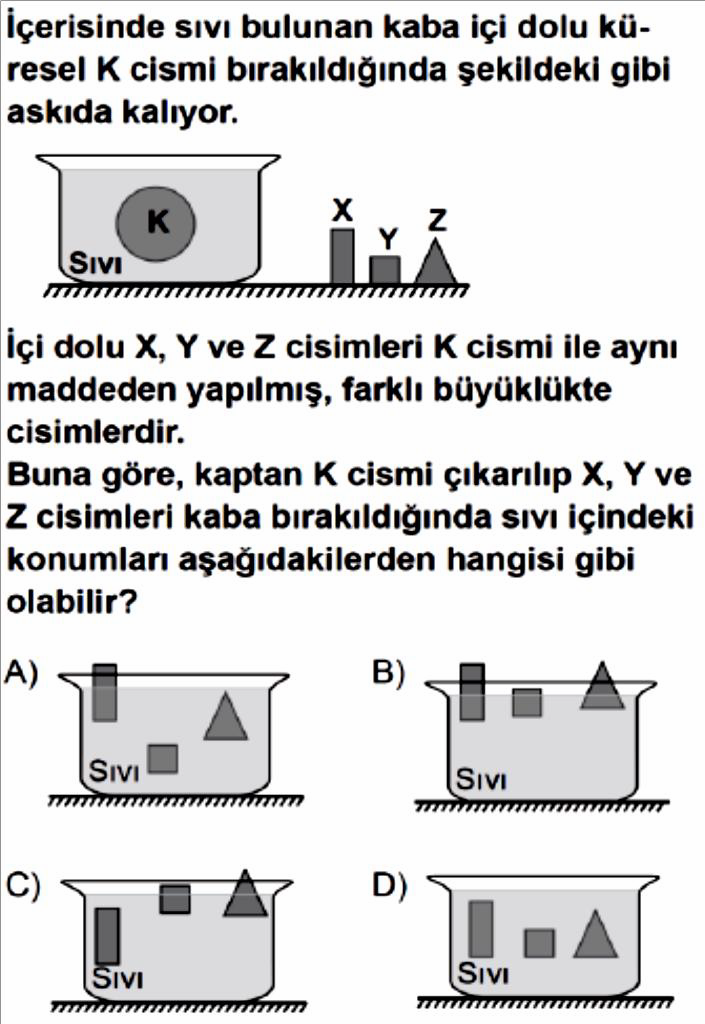 İçerisinde sıvı bulunan kaba içi dolu kü-
resel K cismi bırakıldığında şekildeki gibi
askıda kalıyor.
K
Sıvı
X
Y
Z
İçi dolu X, Y ve Z cisimleri K cismi ile aynı
maddeden yapılmış, farklı büyüklükte
cisimlerdir.
Buna göre, kaptan K cismi çıkarılıp X, Y ve
Z cisimleri kaba bırakıldığında sıvı içindeki
konumları aşağıdakilerden hangisi gibi
olabilir?
A)
Sıvı
B)
Sıvı
C)
Sıvı
D)
Sıvı